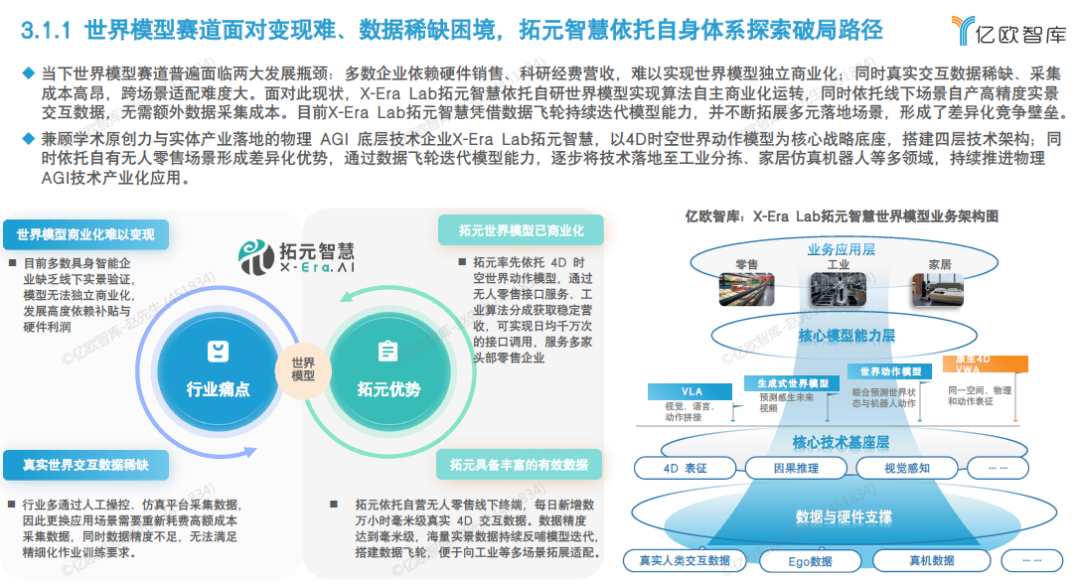 3.1.1 世界模型赛道面对变现难、数据稀缺困境，拓元智慧依托自身体系探索破局路径
亿欧智库
当下世界模型赛道普遍面临两大发展瓶颈：多数企业依赖硬件销售、科研经费营收，难以实现世界模型独立商业化；同时真实交互数据稀缺、采集
成本高昂，跨场景适配难度大。面对此现状，X-Era Lab拓元智慧依托自研世界模型实现算法自主商业化运转，同时依托线下场景自产高精度实景
交互数据，无需额外数据采集成本。目前X-Era Lab拓元智慧凭借数据飞轮持续迭代模型能力，并不断拓展多元落地场景，形成了差异化竞争壁垒。
兼顾学术原创力与实体产业落地的物理 AGI 底层技术企业X-Era Lab拓元智慧，以4D时空世界动作模型为核心战略底座，搭建四层技术架构；同
时依托自有无人零售场景形成差异化优势，通过数据飞轮迭代模型能力，逐步将技术落地至工业分拣、家居仿真机器人等多领域，持续推进物理
AGI技术产业化应用。
世界模型商业化难以变现
目前多数具身智能企
业缺乏线下实景验证，
模型无法独立商业化，
发展高度依赖补贴与
硬件利润
拓元智慧
X-Era.AI
拓元世界模型已商业化
拓元率先依托 4D 时
空世界动作模型，通过
无人零售接口服务、工
业算法分成获取稳定营
收，可实现日均千万次
的接口调用，服务多家
头部零售企业
行业痛点
世界
模型
拓元优势
真实世界交互数据稀缺
行业多通过人工操控、仿真平台采集数据，
因此更换应用场景需要重新耗费高额成本
采集数据，同时数据精度不足，无法满足
精细化作业训练要求。
拓元具备丰富的有效数据
拓元依托自营无人零售线下终端，每日新增数
万小时毫米级真实 4D 交互数据。数据精度
达到毫米级，海量实景数据持续反哺模型迭代，
搭建数据飞轮，便于向工业等多场景拓展适配。
亿欧智库：X-Era Lab拓元智慧世界模型业务架构图
业务应用层
零售
工业
家居
核心模型能力层
VLA
视觉、语言、
动作拼接
生成式世界模型
预测感生未来
视频
世界动作模型
联合预测世界状
态与机器人动作
原生4D
VWA
同一空间、物理
和动作表征
核心技术基座层
4D 表征
因果推理
视觉感知
... ...
数据与硬件支撑
真实人类交互数据
Ego数据
真机数据
... ...
©亿欧智库-赵先生 (451834)